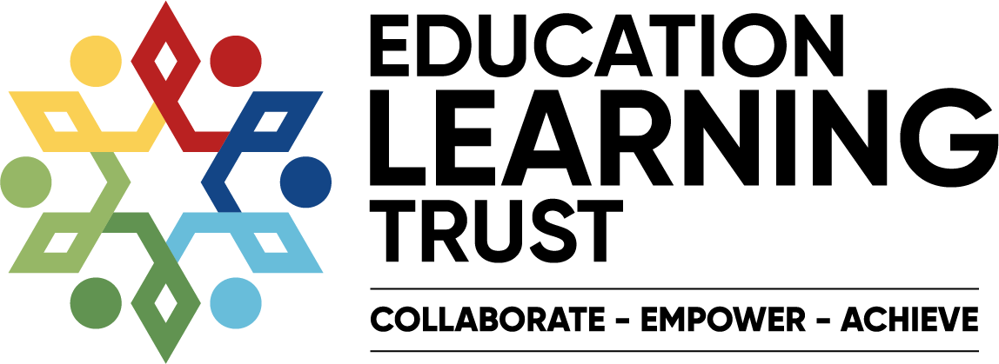 EDUCATION
LEARNING
TRUST
COLLABORATE - EMPOWER - ACHIEVE